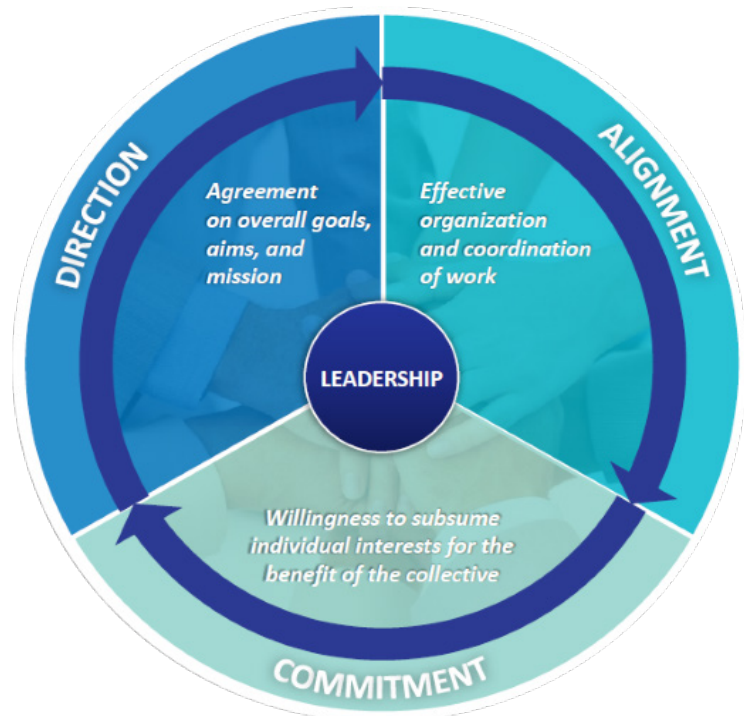 DIRECTION
Agreement
on overall goals,
aims, and
mission
ALIGNMENT
Effective
organization
and coordination
of work
LEADERSHIP
Willingness to subsume
individual interests for the
benefit of the collective
COMMITMENT